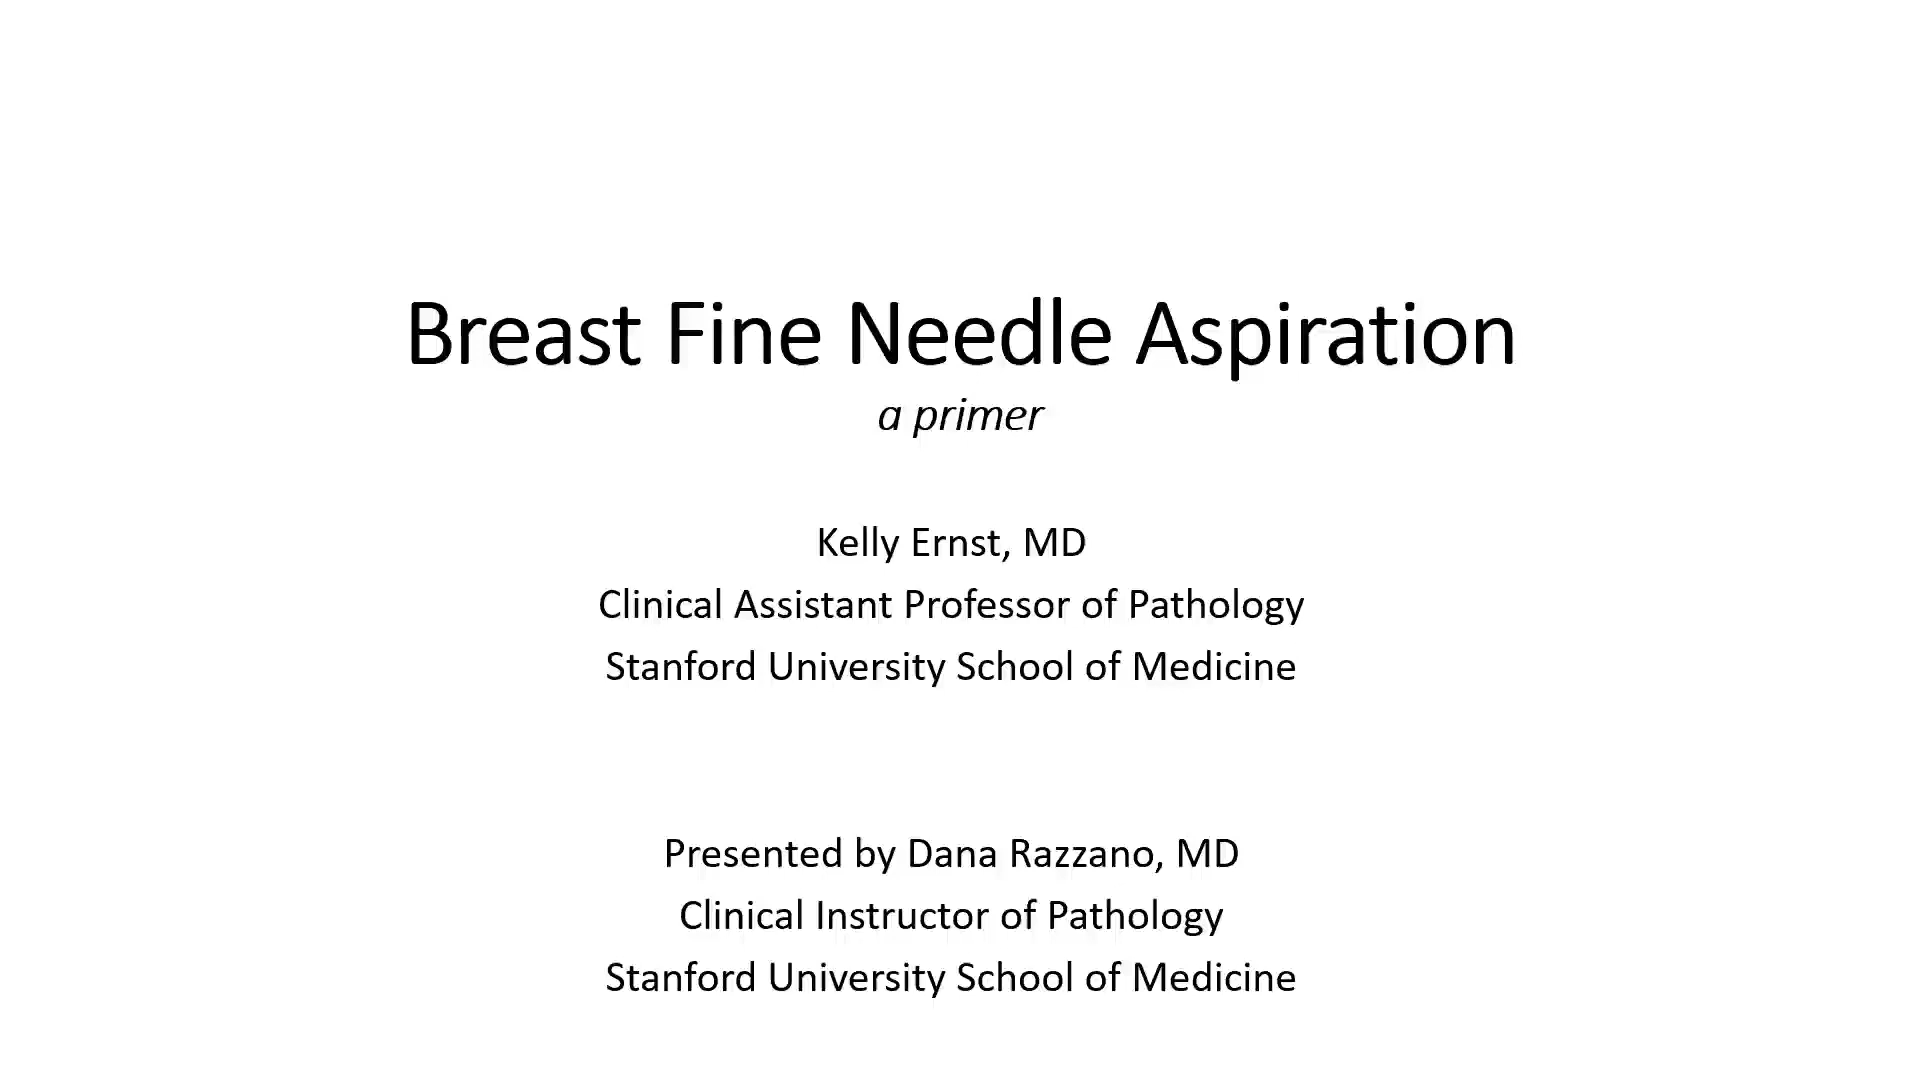 Breast Fine Needle Aspiration
a primer
Kelly Ernst, MD
Clinical Assistant Professor of Pathology
Stanford University School of Medicine
Presented by Dana Razzano, MD
Clinical Instructor of Pathology
Stanford University School of Medicine